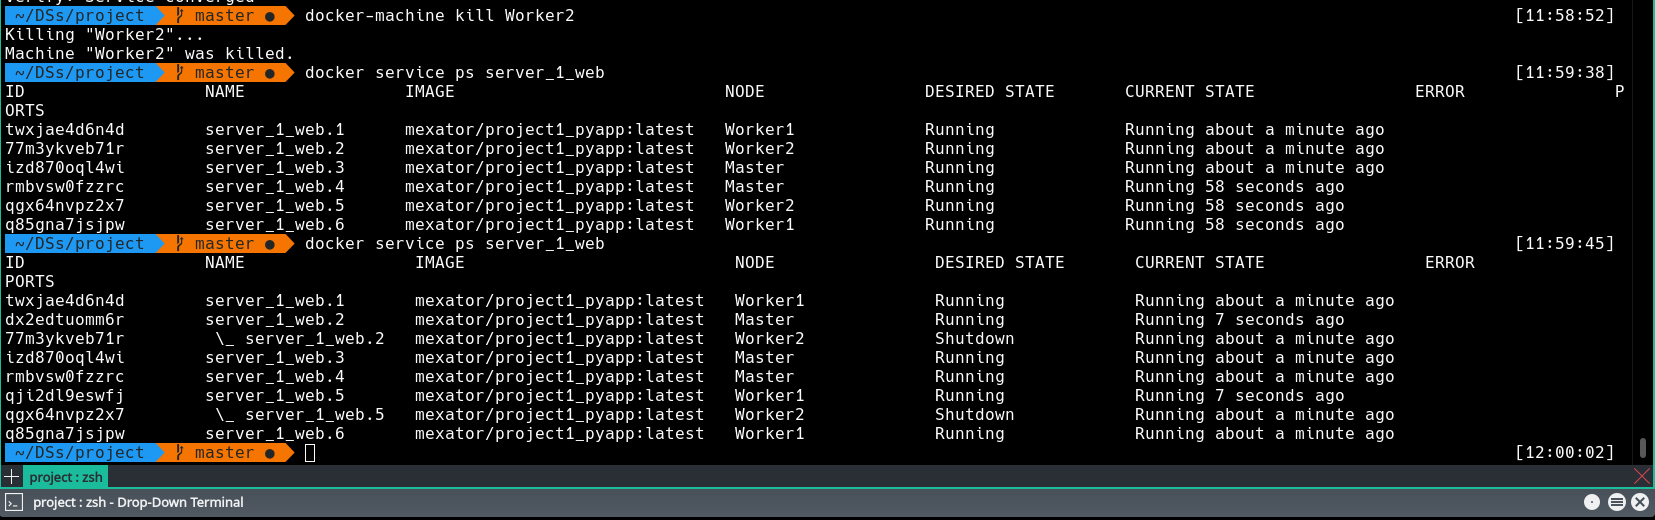 ~/DSs/project master ● docker-machine kill Worker2 [11:58:52]
Killing "Worker2"...
Machine "Worker2" was killed.
~/DSs/project master ● docker service ps server_1_web [11:59:38]
ID NAME IMAGE NODE DESIRED STATE CURRENT STATE ERROR P
ORTS
twxjae4d6n4d server_1_web.1 mexator/project1_pyapp:latest Worker1 Running Running about a minute ago
77m3ykveb71r server_1_web.2 mexator/project1_pyapp:latest Worker2 Running Running about a minute ago
izd870oql4wi server_1_web.3 mexator/project1_pyapp:latest Master Running Running about a minute ago
rmbvsw0fzzrc server_1_web.4 mexator/project1_pyapp:latest Master Running Running 58 seconds ago
qgx64nvpz2x7 server_1_web.5 mexator/project1_pyapp:latest Worker2 Running Running 58 seconds ago
q85gna7jsjpw server_1_web.6 mexator/project1_pyapp:latest Worker1 Running Running 58 seconds ago
~/DSs/project master ● docker service ps server_1_web [11:59:45]
ID NAME IMAGE NODE DESIRED STATE CURRENT STATE ERROR
PORTS
twxjae4d6n4d server_1_web.1 mexator/project1_pyapp:latest Worker1 Running Running about a minute ago
dx2edtuomm6r server_1_web.2 mexator/project1_pyapp:latest Master Running Running 7 seconds ago
77m3ykveb71r \_ server_1_web.2 mexator/project1_pyapp:latest Worker2 Shutdown Running about a minute ago
izd870oql4wi server_1_web.3 mexator/project1_pyapp:latest Master Running Running about a minute ago
rmbvsw0fzzrc server_1_web.4 mexator/project1_pyapp:latest Master Running Running about a minute ago
qji2dl9eswfj server_1_web.5 mexator/project1_pyapp:latest Worker1 Running Running 7 seconds ago
qgx64nvpz2x7 \_ server_1_web.5 mexator/project1_pyapp:latest Worker2 Shutdown Running about a minute ago
q85gna7jsjpw server_1_web.6 mexator/project1_pyapp:latest Worker1 Running Running about a minute ago
~/DSs/project master ● [12:00:02]
project : zsh
project : zsh - Drop-Down Terminal